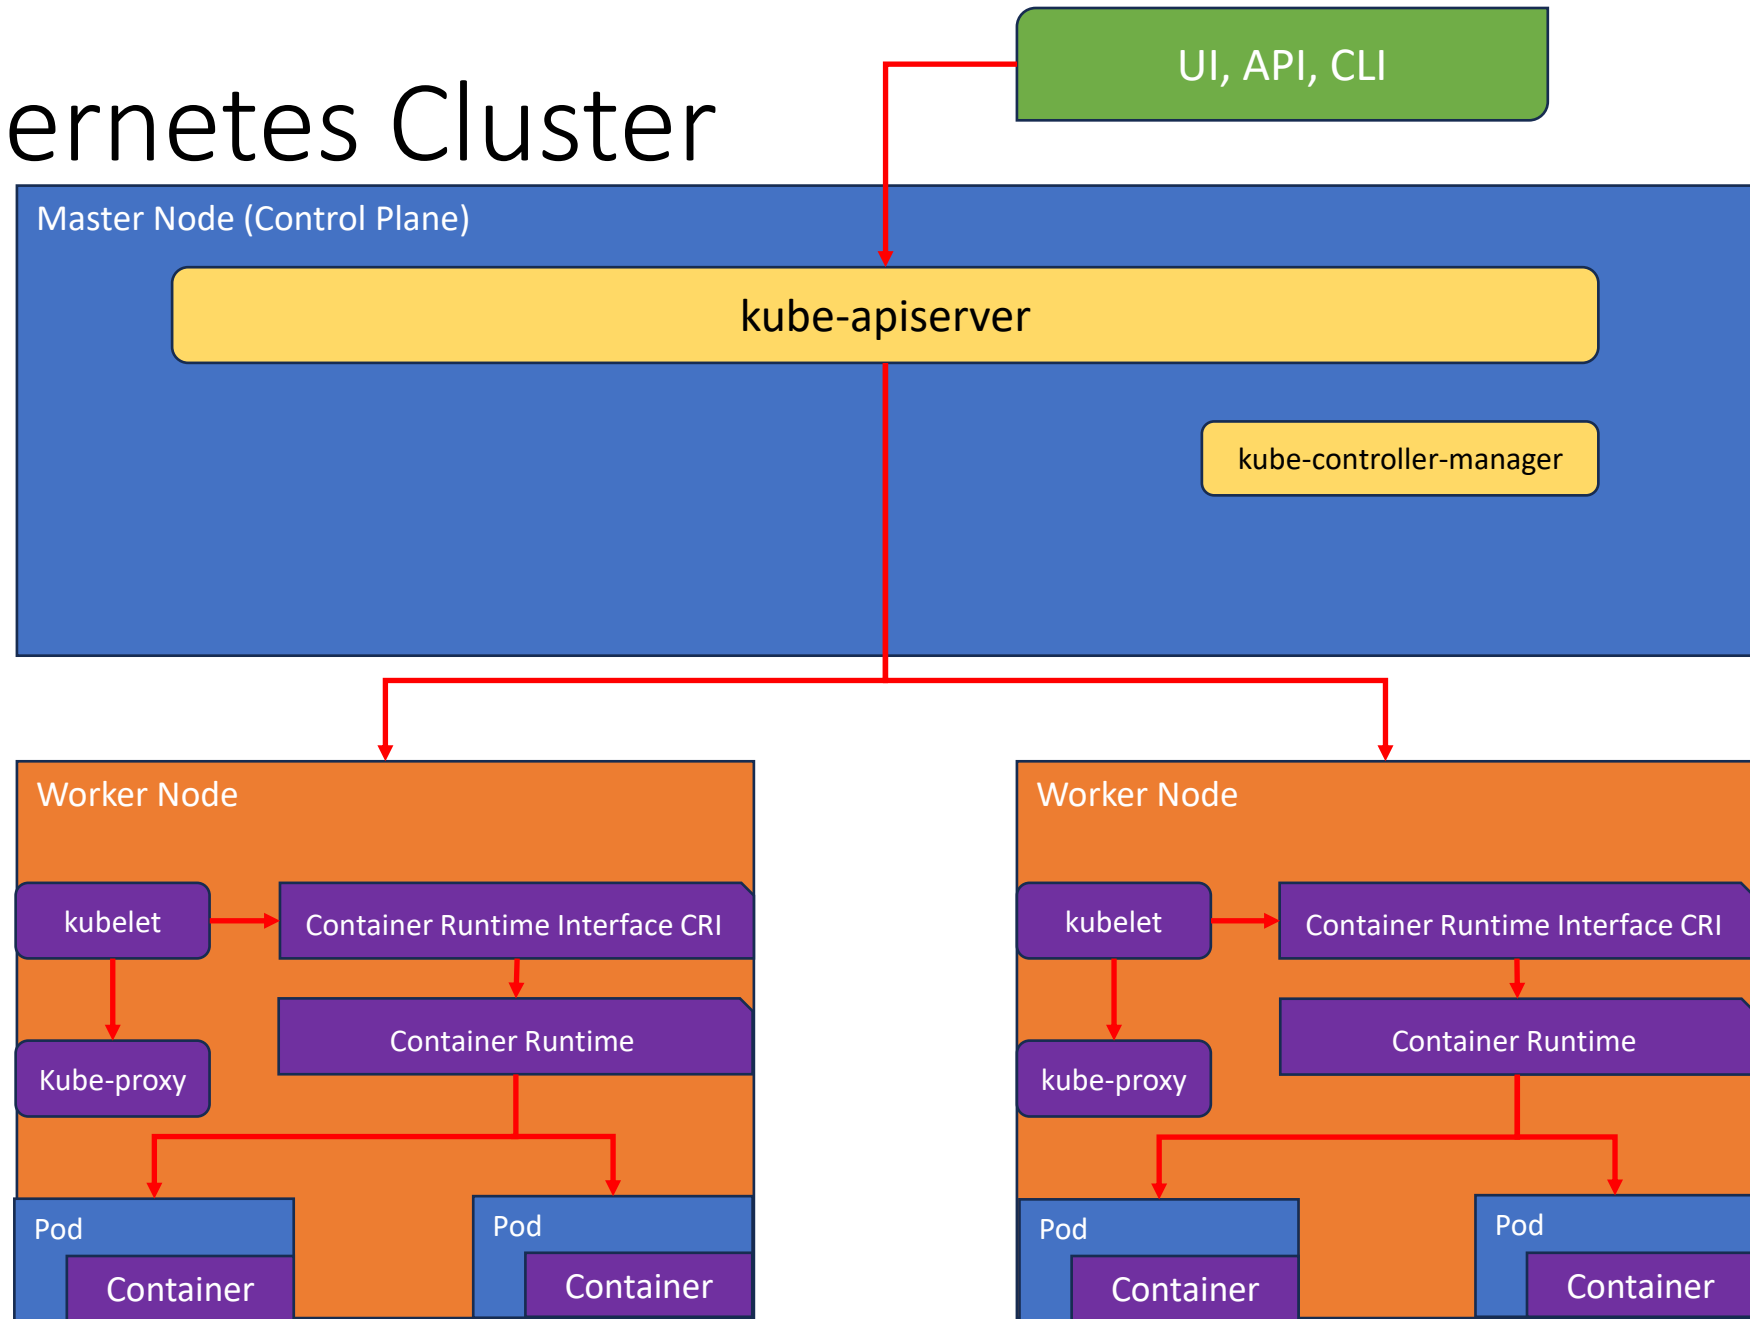 UI, API, CLI
ernetes Cluster
Master Node (Control Plane)
kube-apiserver
kube-controller-manager
Worker Node
kubelet
Container Runtime Interface CRI
Container Runtime
Kube-proxy
Pod
Container
Pod
Container
Worker Node
kubelet
Container Runtime Interface CRI
Container Runtime
kube-proxy
Pod
Container
Pod
Container